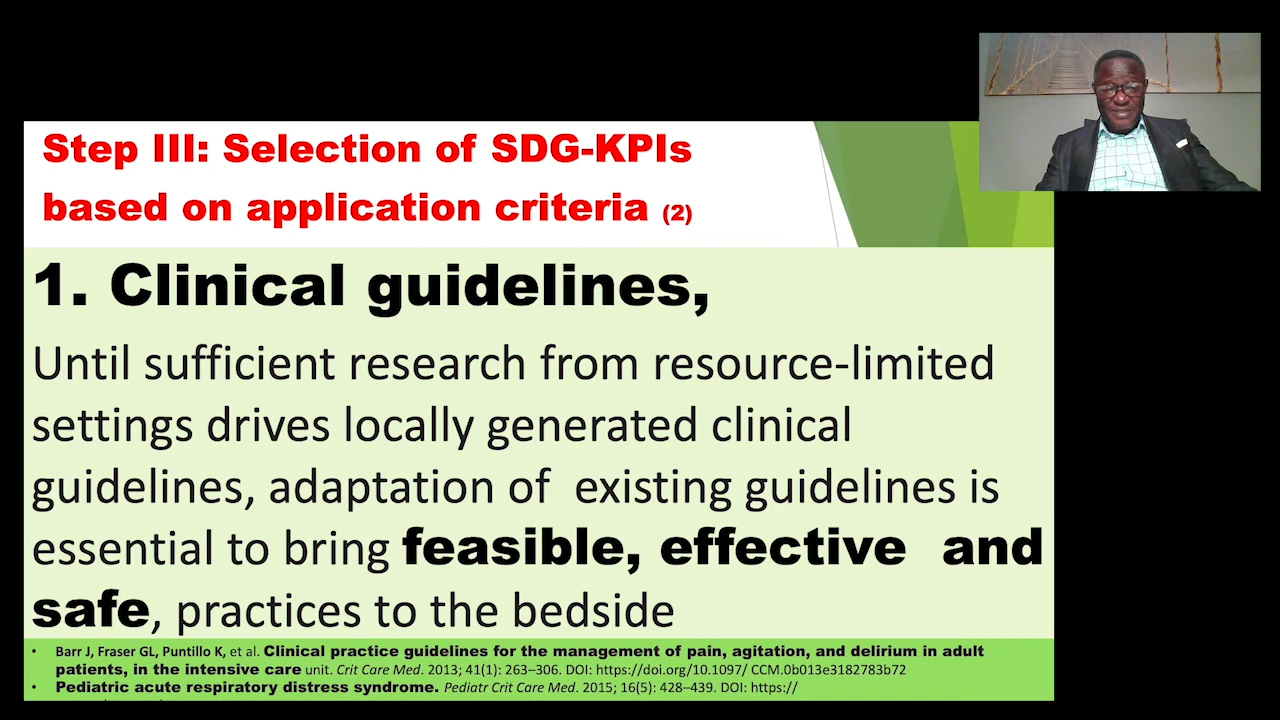 Step III: Selection of SDG-KPIs
based on application criteria (2)
1. Clinical guidelines,
Until sufficient research from resource-limited
settings drives locally generated clinical
guidelines, adaptation of existing guidelines is
essential to bring feasible, effective and
safe, practices to the bedside
• Barr J, Fraser GL, Puntillo K, et al. Clinical practice guidelines for the management of pain, agitation, and delirium in adult
patients, in the intensive care unit. Crit Care Med. 2013; 41(1): 263–306. DOI: https://doi.org/10.1097/ CCM.0b013e3182783b72
• Pediatric acute respiratory distress syndrome. Pediatr Crit Care Med. 2015; 16(5): 428–439. DOI: https://